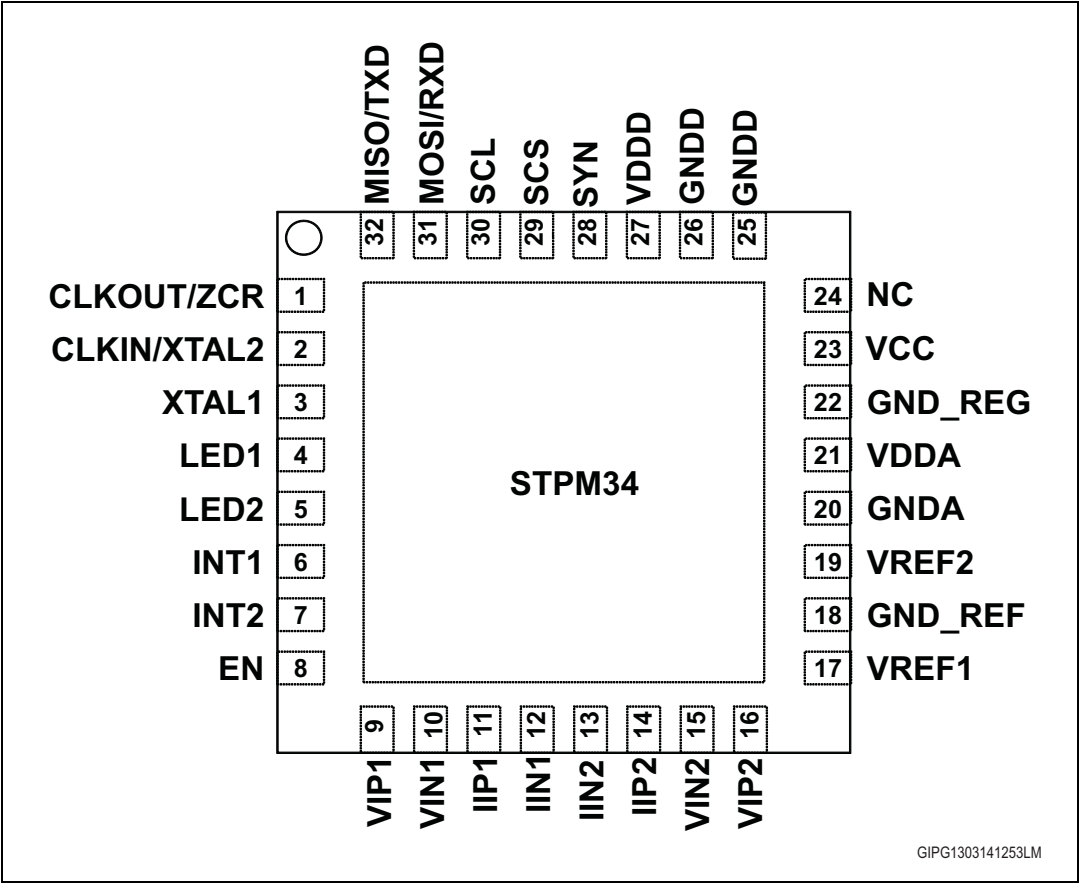 MISO/TXD
MOSI/RXD
SCL
SCS
SYN
VDDD
GNDD
GNDD
32
31
30
29
28
27
26
25
CLKOUT/ZCR 1
CLKIN/XTAL2 2
XTAL1 3
LED1 4
LED2 5
INT1 6
INT2 7
EN 8
STPM34
24 NC
23 VCC
22 GND_REG
21 VDDA
20 GNDA
19 VREF2
18 GND_REF
17 VREF1
9
10
11
12
13
14
15
16
VIP1
VIN1
IIP1
IIN1
IIN2
IIP2
VIN2
VIP2
GIPG1303141253LM